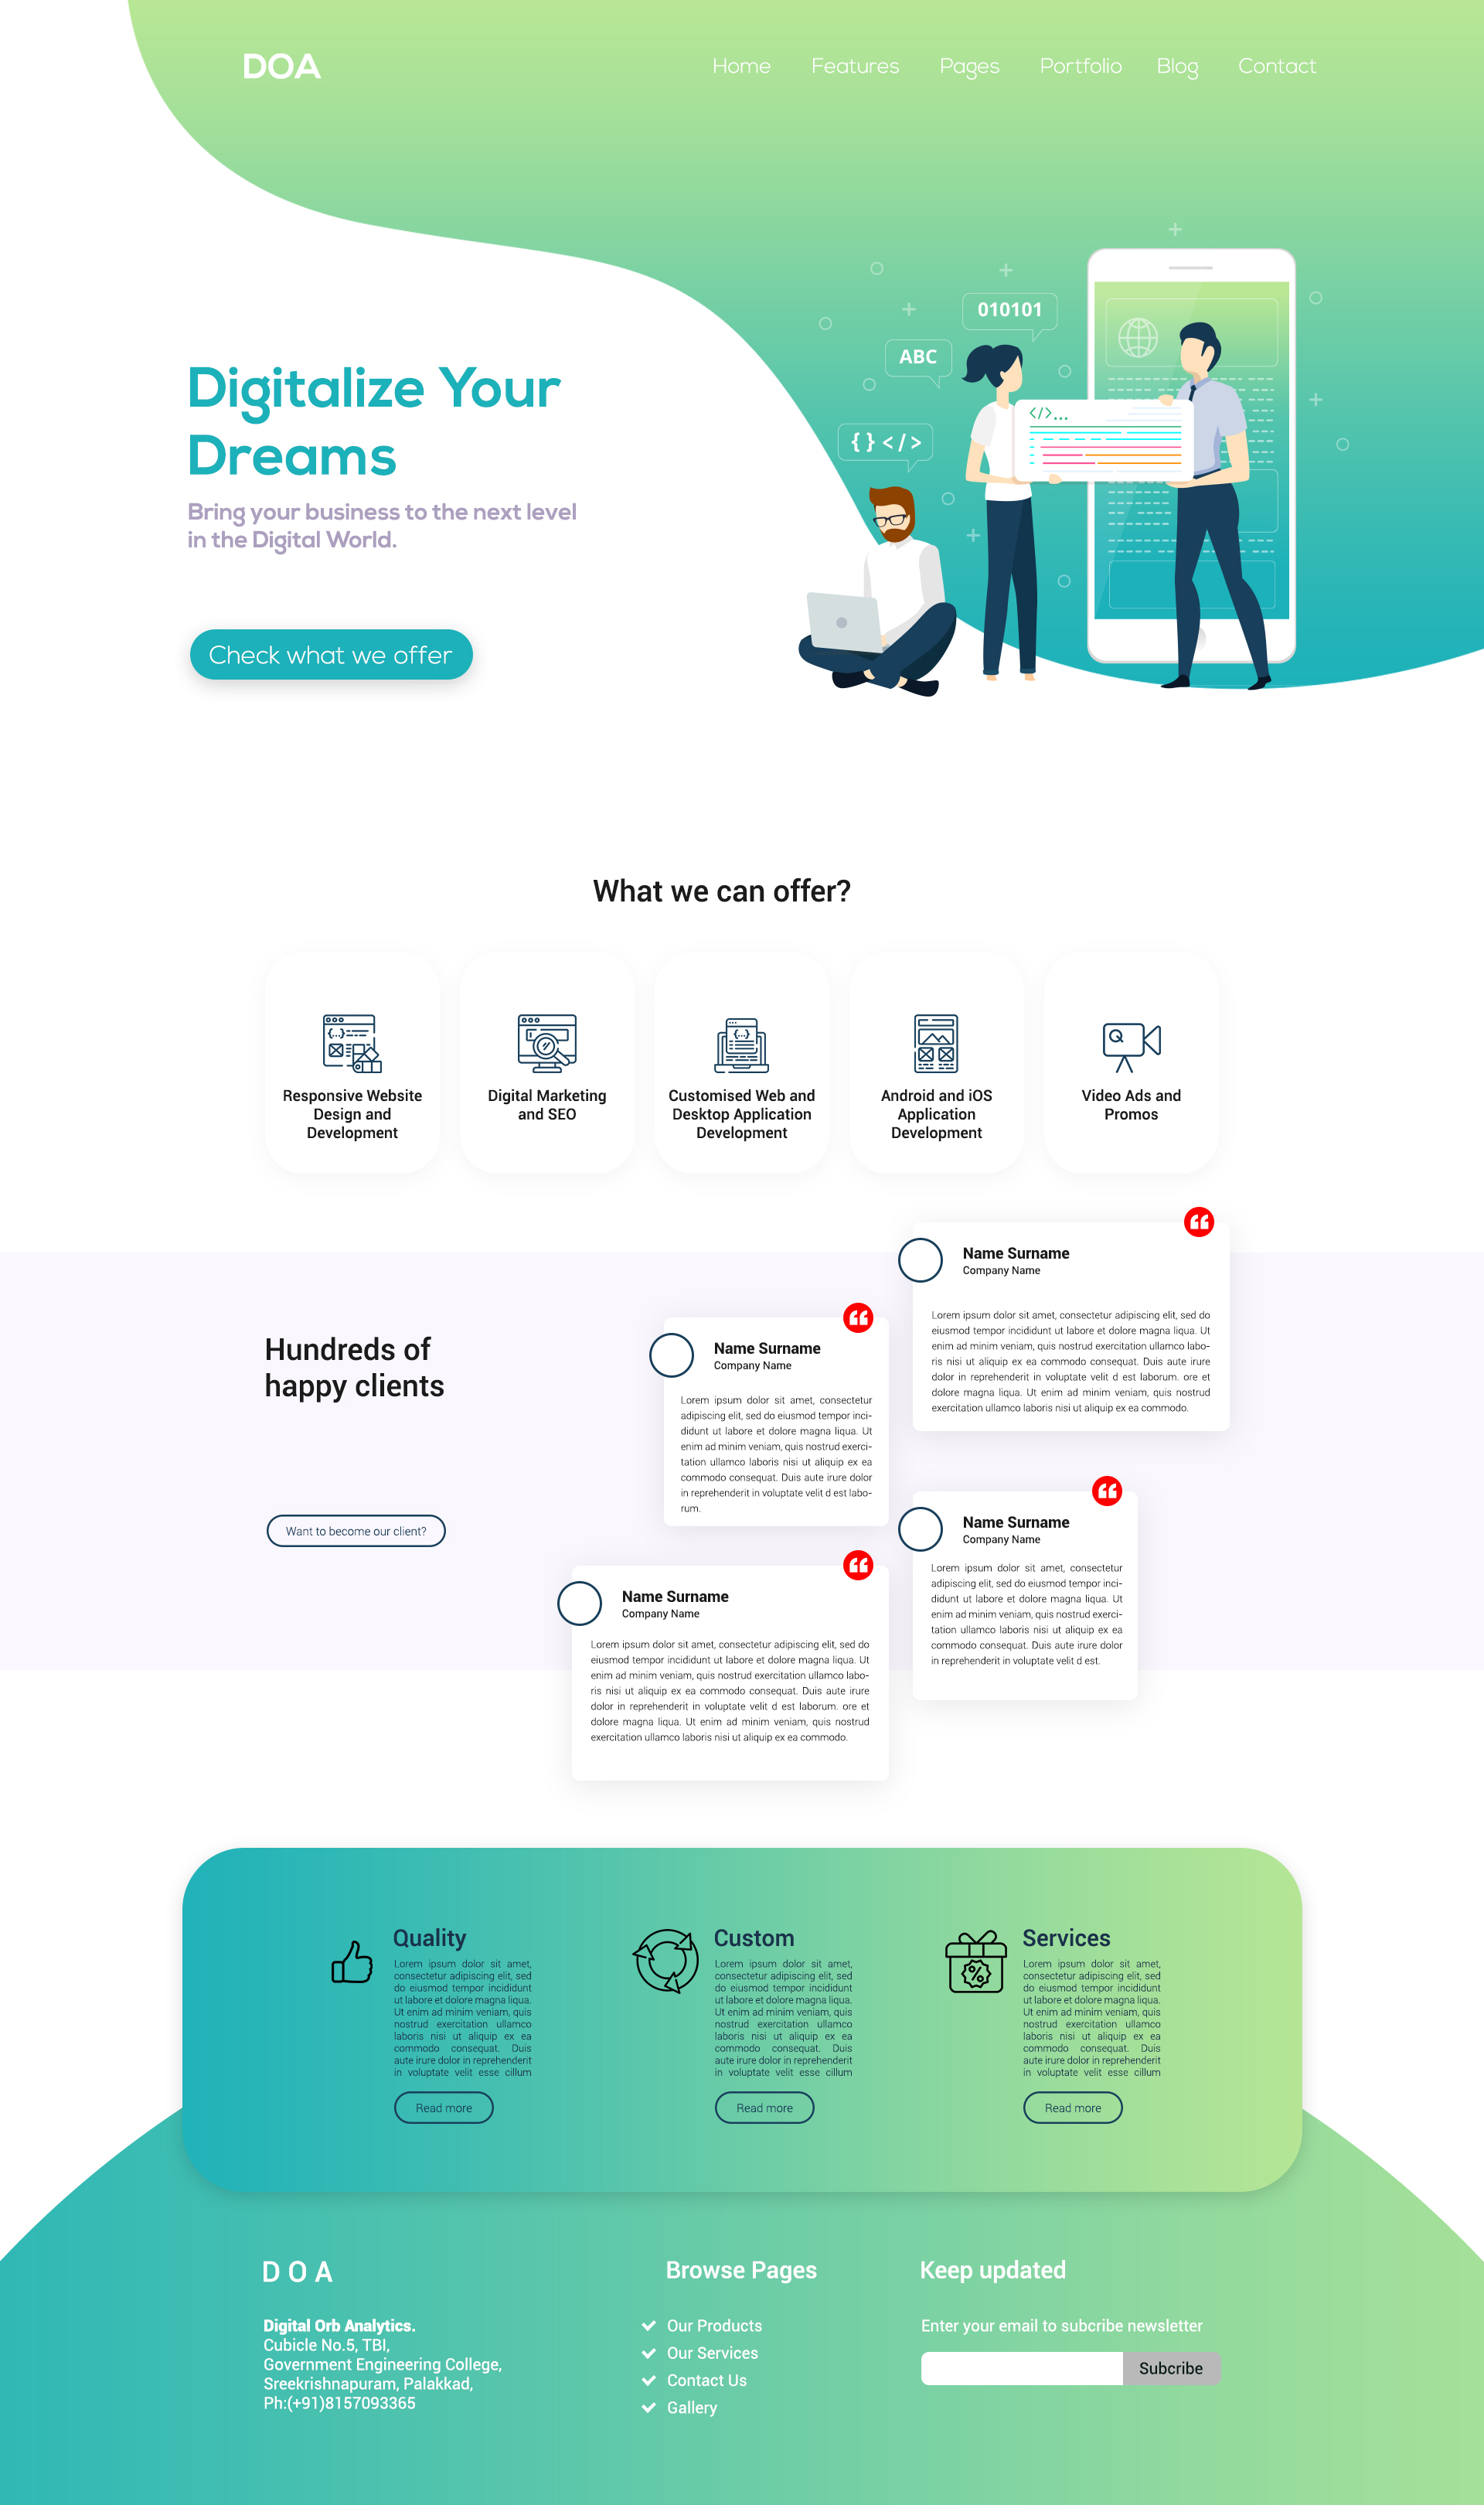 DOA
Home Features Pages Portfolio Blog Contact
010101
ABC
{ } < / >
</>...
Digitalize Your
Dreams
Bring your business to the next level
in the Digital World.
Check what we offer
What we can offer?
Responsive Website
Design and
Development
Digital Marketing
and SEO
Customised Web and
Desktop Application
Development
Android and iOS
Application
Development
Video Ads and
Promos
Hundreds of
happy clients
Want to become our client?
Name Surname
Company Name
Lorem ipsum dolor sit amet, consectetur adipiscing elit, sed do
eiusmod tempor incididunt ut labore et dolore magna liqua. Ut
enim ad minim veniam, quis nostrud exercitation ullamco labo-
ris nisi ut aliquip ex ea commodo consequat. Duis aute irure
dolor in reprehenderit in voluptate velit d est laborum. ore et
dolore magna liqua. Ut enim ad minim veniam, quis nostrud
exercitation ullamco laboris nisi ut aliquip ex ea commodo.
Name Surname
Company Name
Lorem ipsum dolor sit amet, consectetur
adipiscing elit, sed do eiusmod tempor inci-
didunt ut labore et dolore magna liqua. Ut
enim ad minim veniam, quis nostrud exerci-
tation ullamco laboris nisi ut aliquip ex ea
commodo consequat. Duis aute irure dolor
in reprehenderit in voluptate velit d est labo-
rum.
Name Surname
Company Name
Lorem ipsum dolor sit amet, consectetur
adipiscing elit, sed do eiusmod tempor inci-
didunt ut labore et dolore magna liqua. Ut
enim ad minim veniam, quis nostrud exerci-
tation ullamco laboris nisi ut aliquip ex ea
commodo consequat. Duis aute irure dolor
in reprehenderit in voluptate velit d est.
Name Surname
Company Name
Lorem ipsum dolor sit amet, consectetur adipiscing elit, sed do
eiusmod tempor incididunt ut labore et dolore magna liqua. Ut
enim ad minim veniam, quis nostrud exercitation ullamco labo-
ris nisi ut aliquip ex ea commodo consequat. Duis aute irure
dolor in reprehenderit in voluptate velit d est laborum. ore et
dolore magna liqua. Ut enim ad minim veniam, quis nostrud
exercitation ullamco laboris nisi ut aliquip ex ea commodo.
Quality
Lorem ipsum dolor sit amet,
consectetur adipiscing elit, sed
do eiusmod tempor incididunt
ut labore et dolore magna liqua.
Ut enim ad minim veniam, quis
nostrud exercitation ullamco
laboris nisi ut aliquip ex ea
commodo consequat. Duis
aute irure dolor in reprehenderit
in voluptate velit esse cillum
Read more
Custom
Lorem ipsum dolor sit amet,
consectetur adipiscing elit, sed
do eiusmod tempor incididunt
ut labore et dolore magna liqua.
Ut enim ad minim veniam, quis
nostrud exercitation ullamco
laboris nisi ut aliquip ex ea
commodo consequat. Duis
aute irure dolor in reprehenderit
in voluptate velit esse cillum
Read more
Services
Lorem ipsum dolor sit amet,
consectetur adipiscing elit, sed
do eiusmod tempor incididunt
ut labore et dolore magna liqua.
Ut enim ad minim veniam, quis
nostrud exercitation ullamco
laboris nisi ut aliquip ex ea
commodo consequat. Duis
aute irure dolor in reprehenderit
in voluptate velit esse cillum
Read more
D O A
Digital Orb Analytics.
Cubicle No.5, TBI,
Government Engineering College,
Sreekrishnapuram, Palakkad,
Ph:(+91)8157093365
Browse Pages
Our Products
Our Services
Contact Us
Gallery
Keep updated
Enter your email to subcribe newsletter
Subcribe